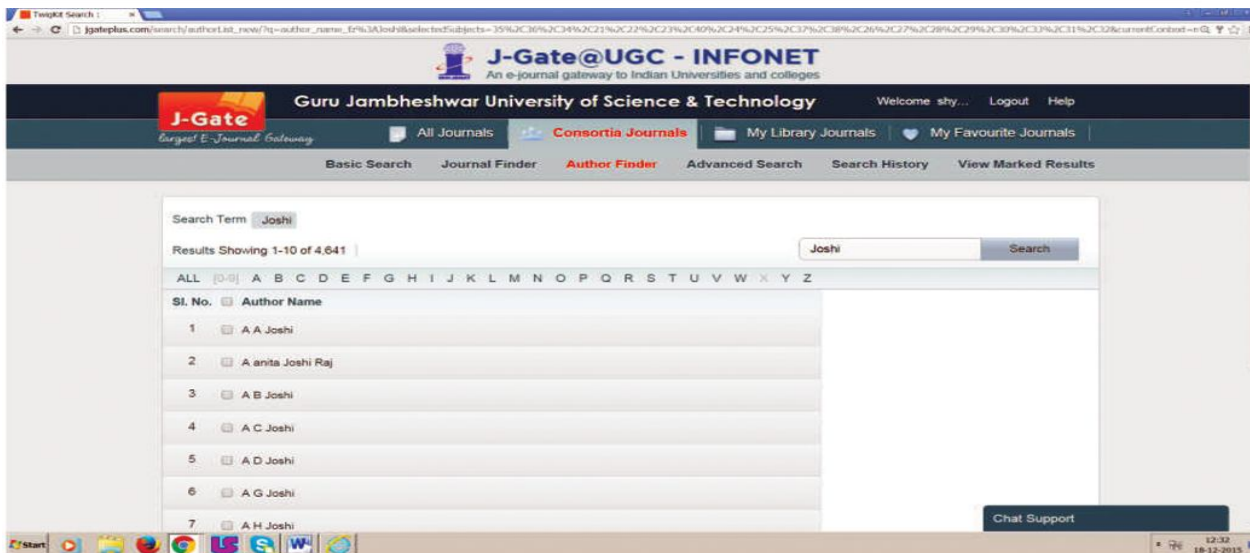 TwigKit Search :
J-Gate@UGC - INFONET
An e-journal gateway to Indian Universities and colleges
J-Gate
largest E-Journal Gateway
Guru Jambheshwar University of Science & Technology
Welcome shy... Logout Help
All Journals Consortia Journals My Library Journals My Favourite Journals
Basic Search Journal Finder Author Finder Advanced Search Search History View Marked Results
Search Term Joshi
Results Showing 1-10 of 4,641
Joshi Search
ALL [0-9] A B C D E F G H I J K L M N O P Q R S T U V W X Y Z
Sl. No. Author Name
1 A A Joshi
2 A anita Joshi Raj
3 A B Joshi
4 A C Joshi
5 A D Joshi
6 A G Joshi
7 A H Joshi
Chat Support
Start
12:32
18-12-2015